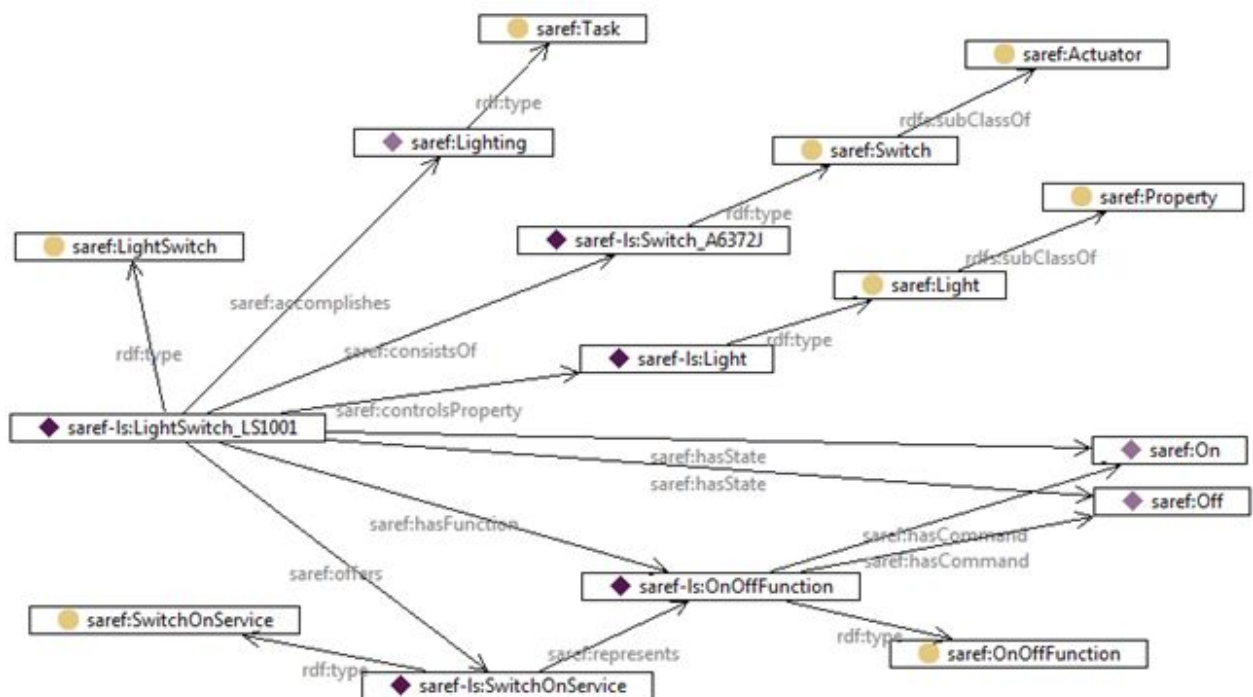 saref:Task
saref:Actuator
rdf:type
rdfs:subClassOf
saref:Lighting
saref:Switch
saref:Property
rdf:type
saref-ls:Switch_A6372J
saref:LightSwitch
rdfs:subClassOf
saref:Light
saref:accomplishes
rdf:type
saref:consistsOf
rdf:type
saref-ls:Light
saref:controlsProperty
saref-ls:LightSwitch_LS1001
saref:On
saref:hasState
saref:hasState
saref:Off
saref:hasFunction
saref:hasCommand
saref:hasCommand
saref:offers
saref-ls:OnOffFunction
saref:SwitchOnService
rdf:type
saref:represents
saref:OnOffFunction
rdf:type
saref-ls:SwitchOnService